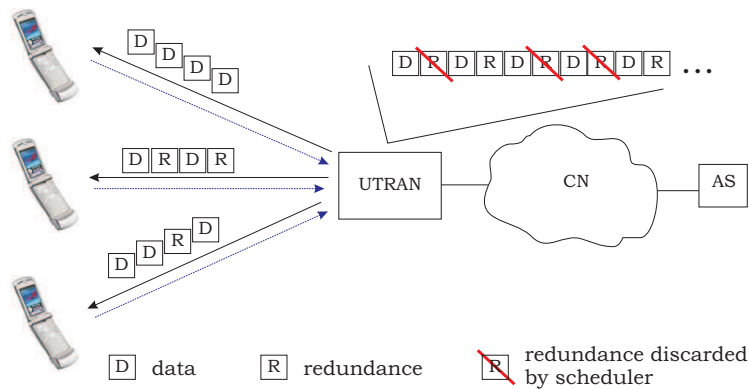 D D D D
D R D R D R D R D R ...
D R D R
UTRAN
CN
AS
D D R D
D data
R redundance
R redundance discarded
by scheduler